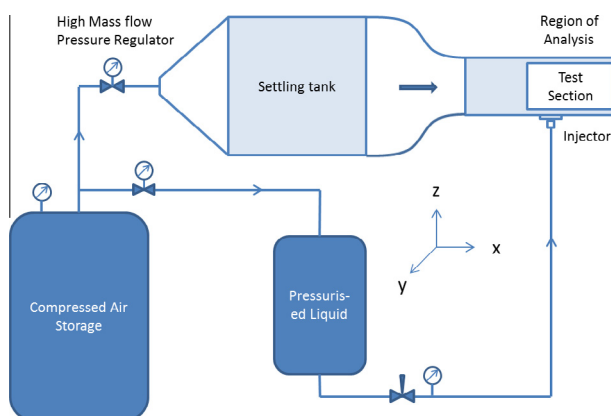 High Mass flow
Pressure Regulator
Region of
Analysis
Settling tank
Test
Section
Injector
z
x
y
Compressed Air
Storage
Pressuris-
ed Liquid